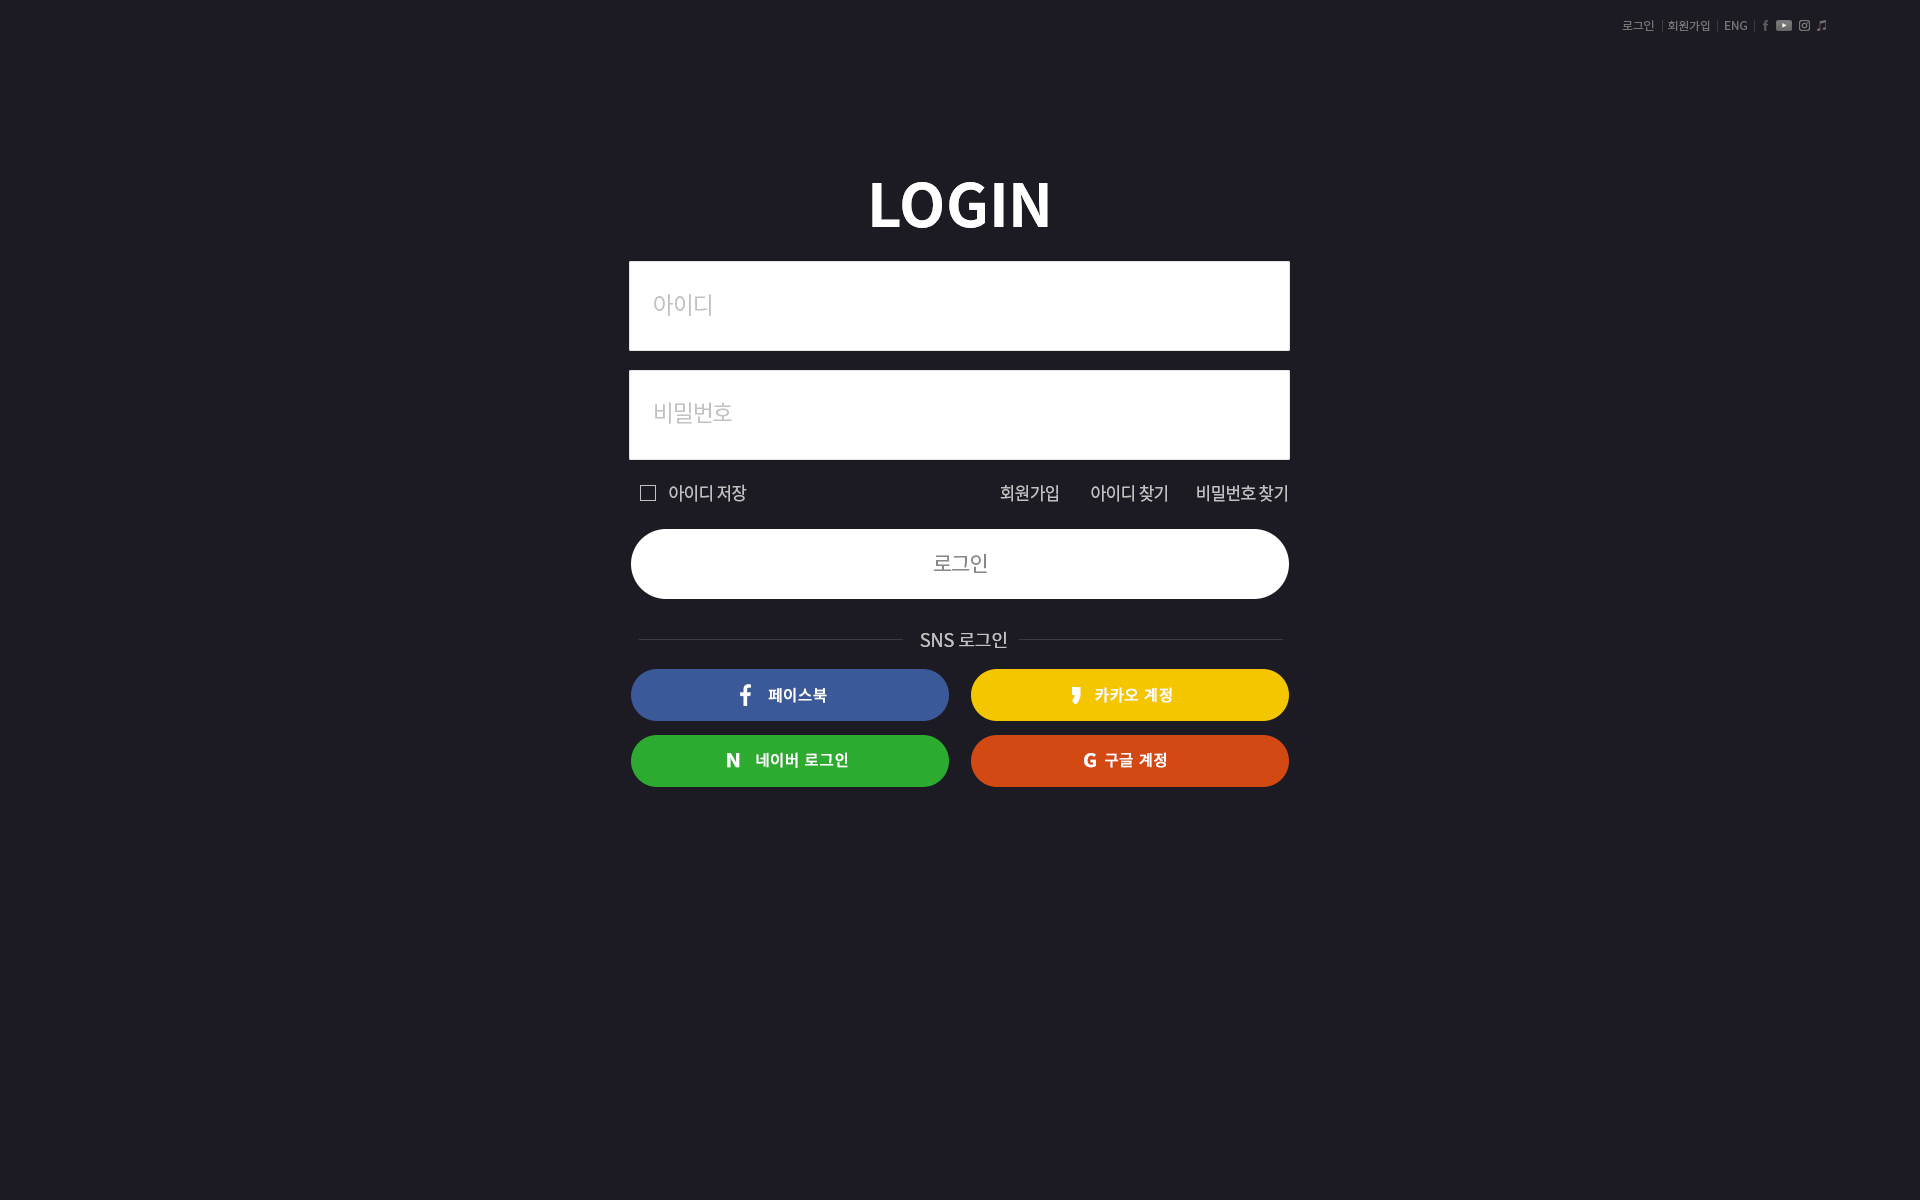 로그인 | 회원가입 | ENG
LOGIN
아이디
비밀번호
아이디 저장 회원가입 아이디 찾기 비밀번호 찾기
로그인
SNS 로그인
f 페이스북 카카오 계정
N 네이버 로그인 G 구글 계정